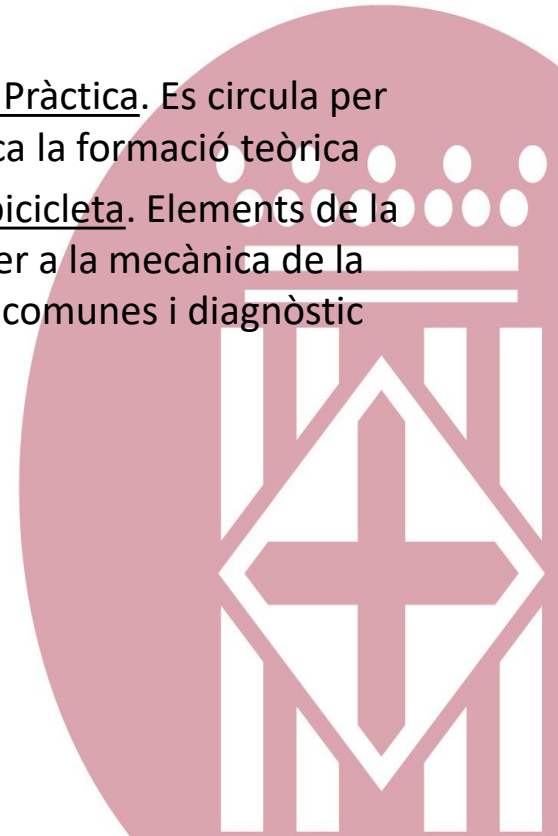 Pràctica. Es circula per
ca la formació teòrica
bicicleta. Elements de la
er a la mecànica de la
comunes i diagnòstic